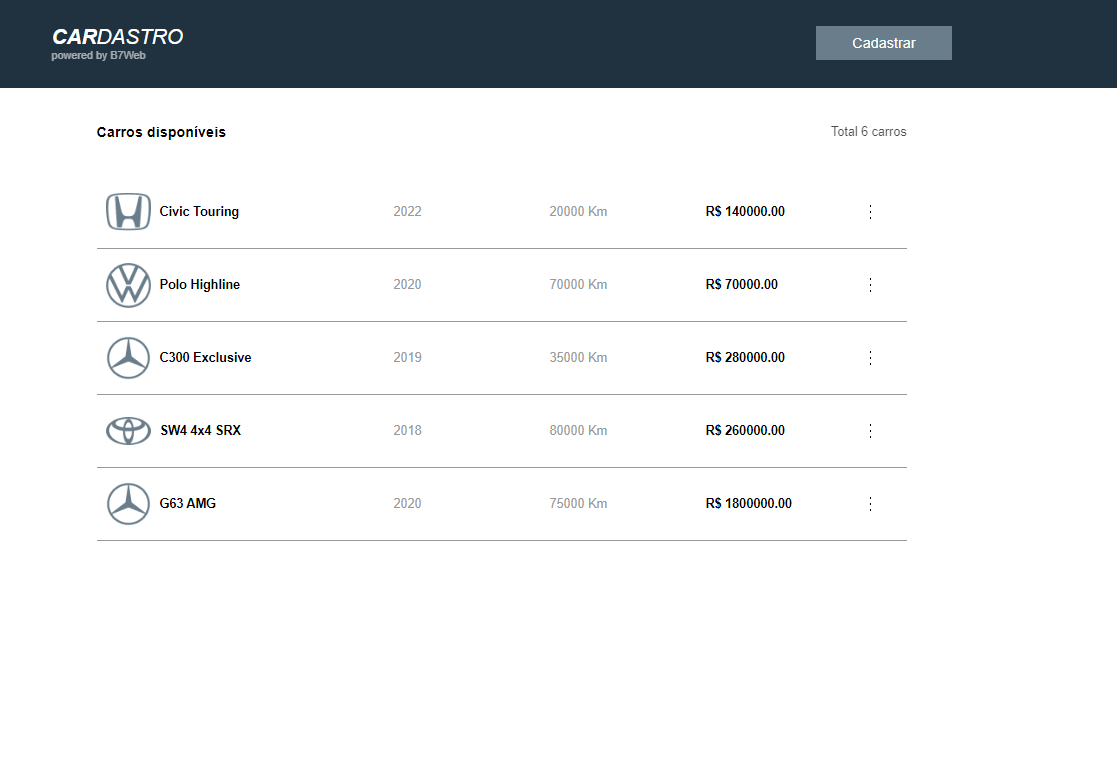 CARDASTRO
powered by B7Web
Cadastrar
Carros disponíveis
Total 6 carros
Civic Touring 2022 20000 Km R$ 140000.00
Polo Highline 2020 70000 Km R$ 70000.00
C300 Exclusive 2019 35000 Km R$ 280000.00
SW4 4x4 SRX 2018 80000 Km R$ 260000.00
G63 AMG 2020 75000 Km R$ 1800000.00